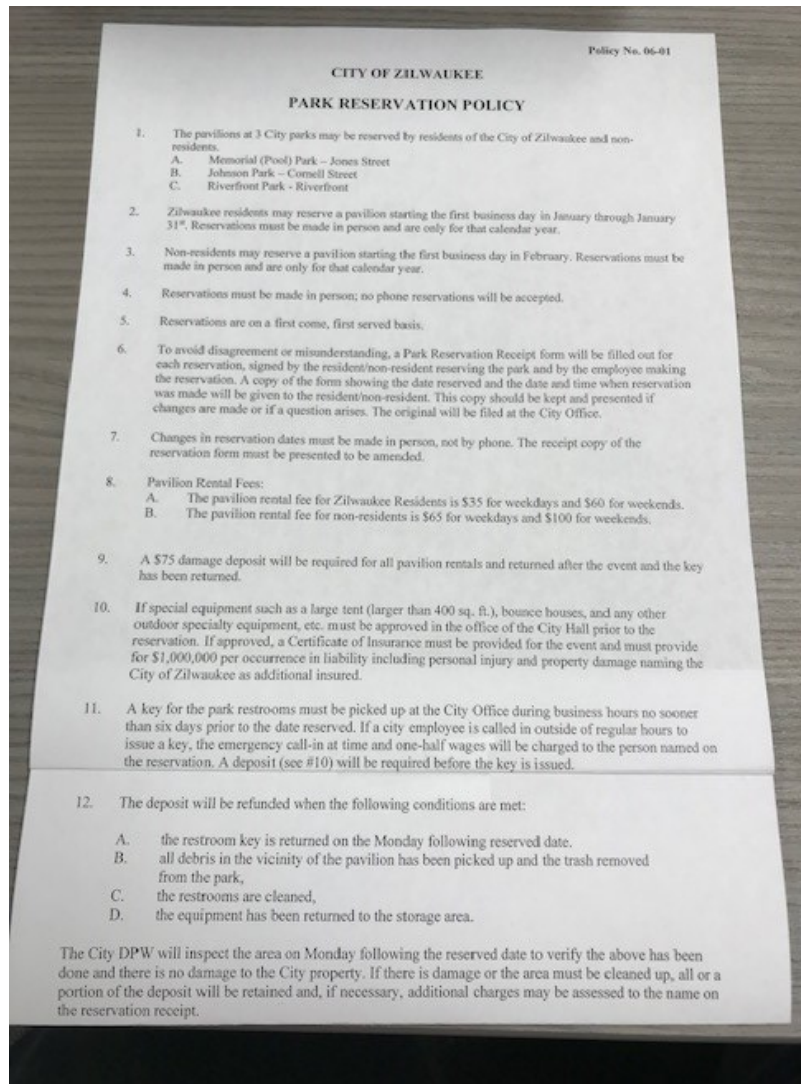 Policy No. 06-01
CITY OF ZILWAUKEE
PARK RESERVATION POLICY
1. The pavilions at 3 City parks may be reserved by residents of the City of Zilwaukee and non-
residents.
A. Memorial (Pool) Park – Jones Street
B. Johnson Park – Cornell Street
C. Riverfront Park - Riverfront
2. Zilwaukee residents may reserve a pavilion starting the first business day in January through January
31st. Reservations must be made in person and are only for that calendar year.
3. Non-residents may reserve a pavilion starting the first business day in February. Reservations must be
made in person and are only for that calendar year.
4. Reservations must be made in person; no phone reservations will be accepted.
5. Reservations are on a first come, first served basis.
6. To avoid disagreement or misunderstanding, a Park Reservation Receipt form will be filled out for
each reservation, signed by the resident/non-resident reserving the park and by the employee making
the reservation. A copy of the form showing the date reserved and the date and time when reservation
was made will be given to the resident/non-resident. This copy should be kept and presented if
changes are made or if a question arises. The original will be filed at the City Office.
7. Changes in reservation dates must be made in person, not by phone. The receipt copy of the
reservation form must be presented to be amended.
8. Pavilion Rental Fees:
A. The pavilion rental fee for Zilwaukee Residents is $35 for weekdays and $60 for weekends.
B. The pavilion rental fee for non-residents is $65 for weekdays and $100 for weekends.
9. A $75 damage deposit will be required for all pavilion rentals and returned after the event and the key
has been returned.
10. If special equipment such as a large tent (larger than 400 sq. ft.), bounce houses, and any other
outdoor specialty equipment, etc. must be approved in the office of the City Hall prior to the
reservation. If approved, a Certificate of Insurance must be provided for the event and must provide
for $1,000,000 per occurrence in liability including personal injury and property damage naming the
City of Zilwaukee as additional insured.
11. A key for the park restrooms must be picked up at the City Office during business hours no sooner
than six days prior to the date reserved. If a city employee is called in outside of regular hours to
issue a key, the emergency call-in at time and one-half wages will be charged to the person named on
the reservation. A deposit (see #10) will be required before the key is issued.
12. The deposit will be refunded when the following conditions are met:
A. the restroom key is returned on the Monday following reserved date.
B. all debris in the vicinity of the pavilion has been picked up and the trash removed
from the park,
C. the restrooms are cleaned,
D. the equipment has been returned to the storage area.
The City DPW will inspect the area on Monday following the reserved date to verify the above has been
done and there is no damage to the City property. If there is damage or the area must be cleaned up, all or a
portion of the deposit will be retained and, if necessary, additional charges may be assessed to the name on
the reservation receipt.